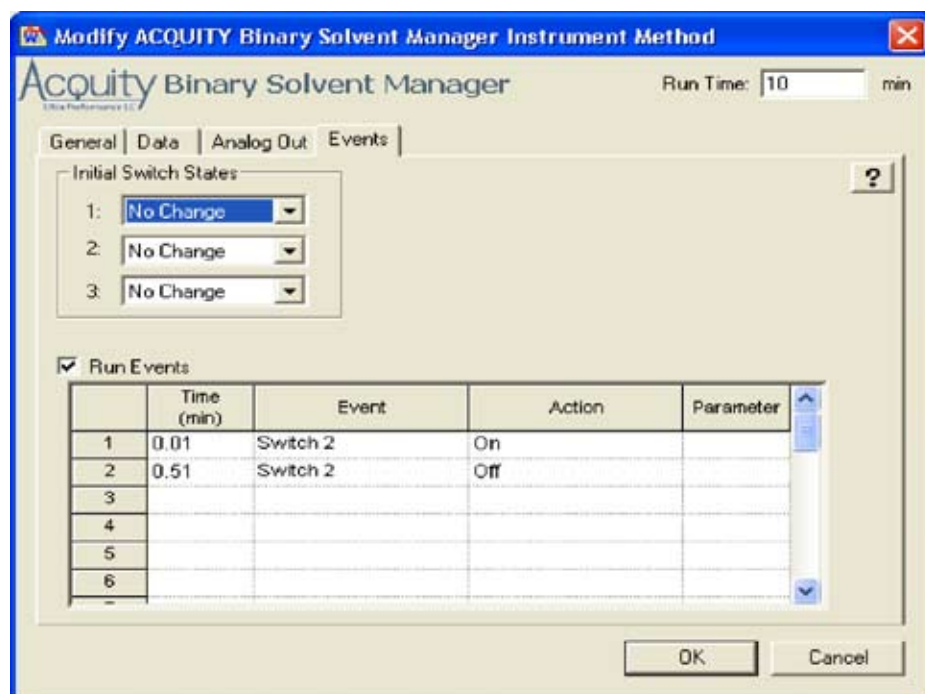 Modify ACQUITY Binary Solvent Manager Instrument Method
Acquity Binary Solvent Manager
Run Time: 10 min
General Data Analog Out Events
Initial Switch States
?
1: No Change
2: No Change
3: No Change
Run Events
Time (min) Event Action Parameter
1 0.01 Switch 2 On
2 0.51 Switch 2 Off
3
4
5
6
OK Cancel